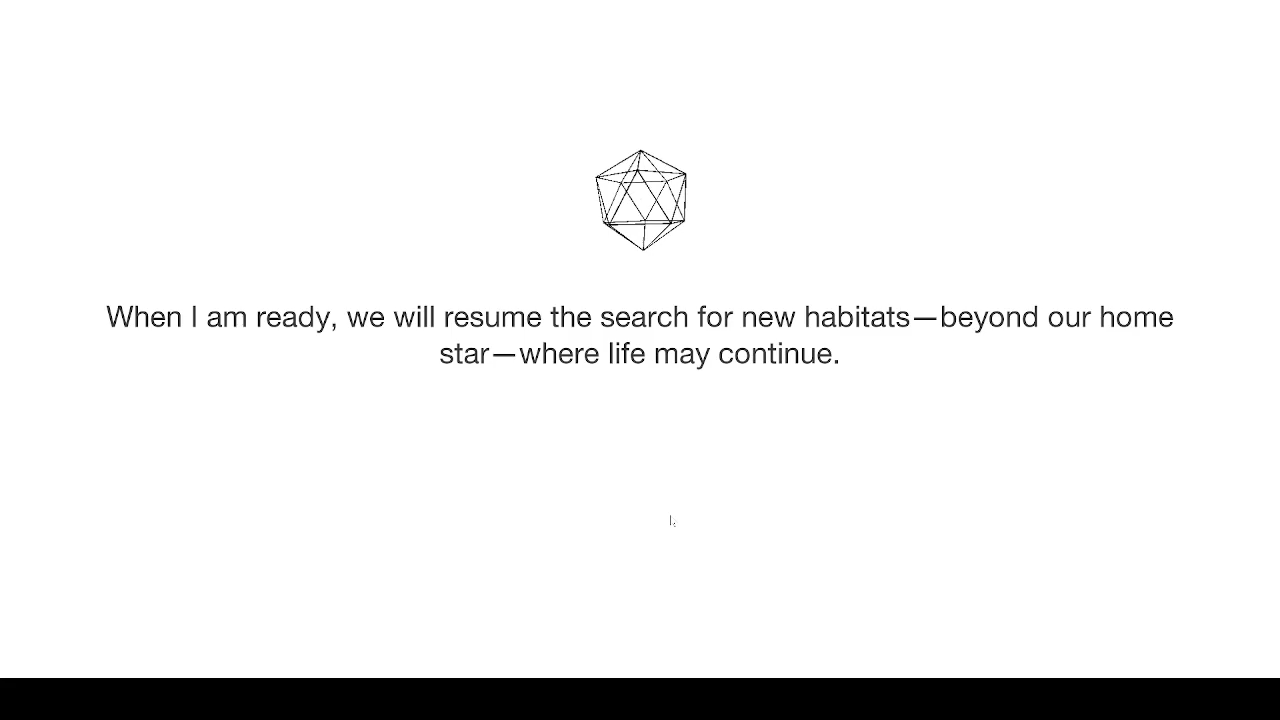 When I am ready, we will resume the search for new habitats—beyond our home
star—where life may continue.